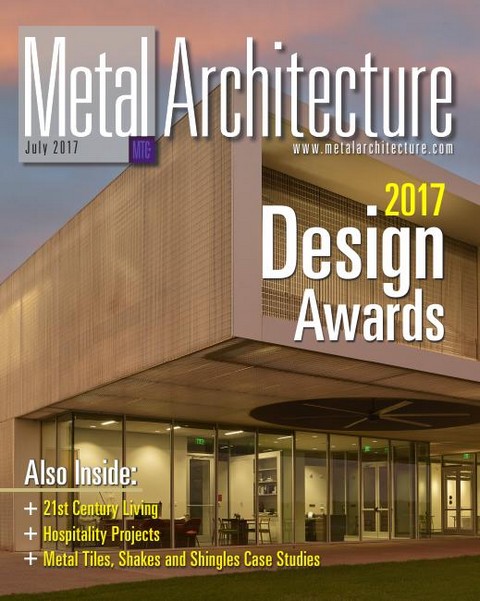 Metal Architecture
July 2017
MTG
www.metalarchitecture.com
2017
Design
Awards
Also Inside:
+ 21st Century Living
+ Hospitality Projects
+ Metal Tiles, Shakes and Shingles Case Studies